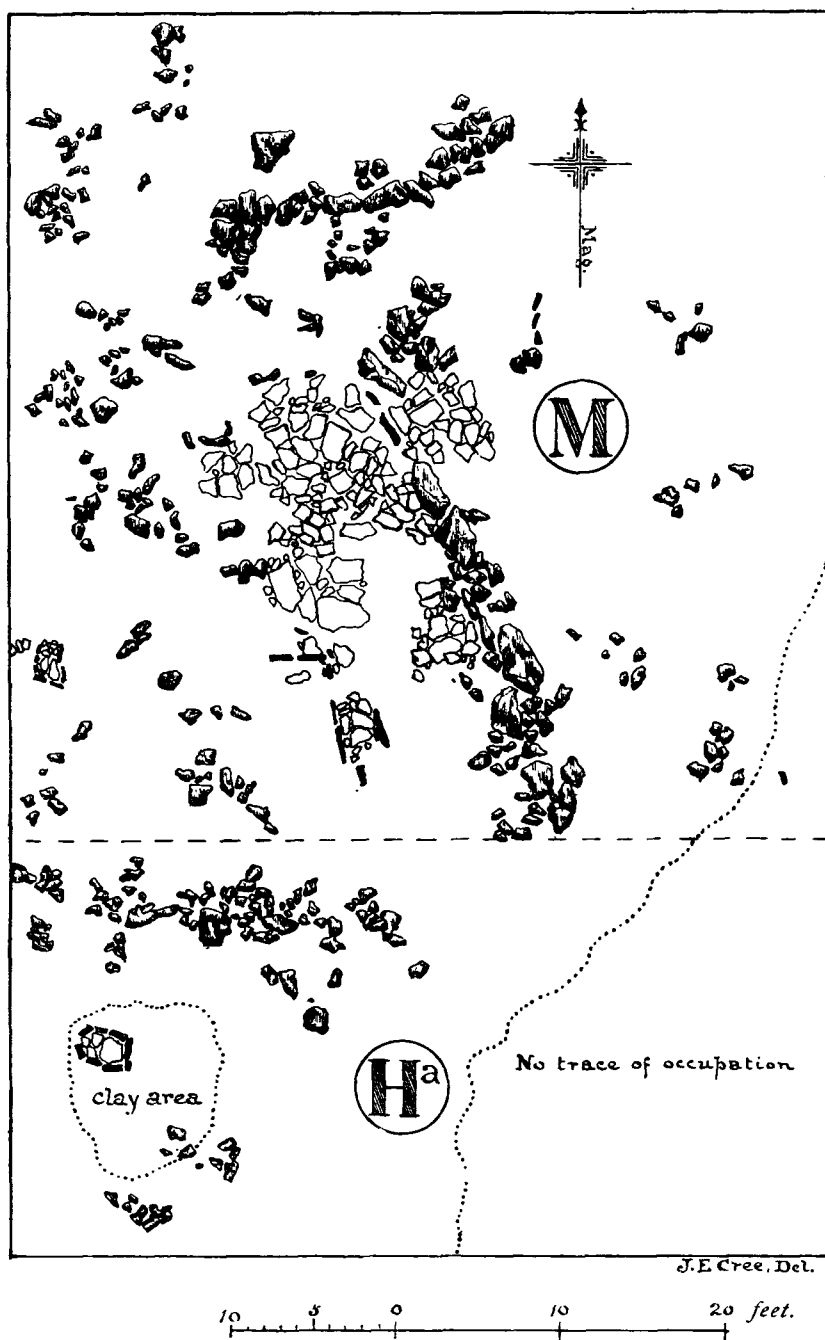 Mag.
M
No trace of occupation
Ha
clay area
J. E Cree, Del.
10 5 0 10 20 feet.